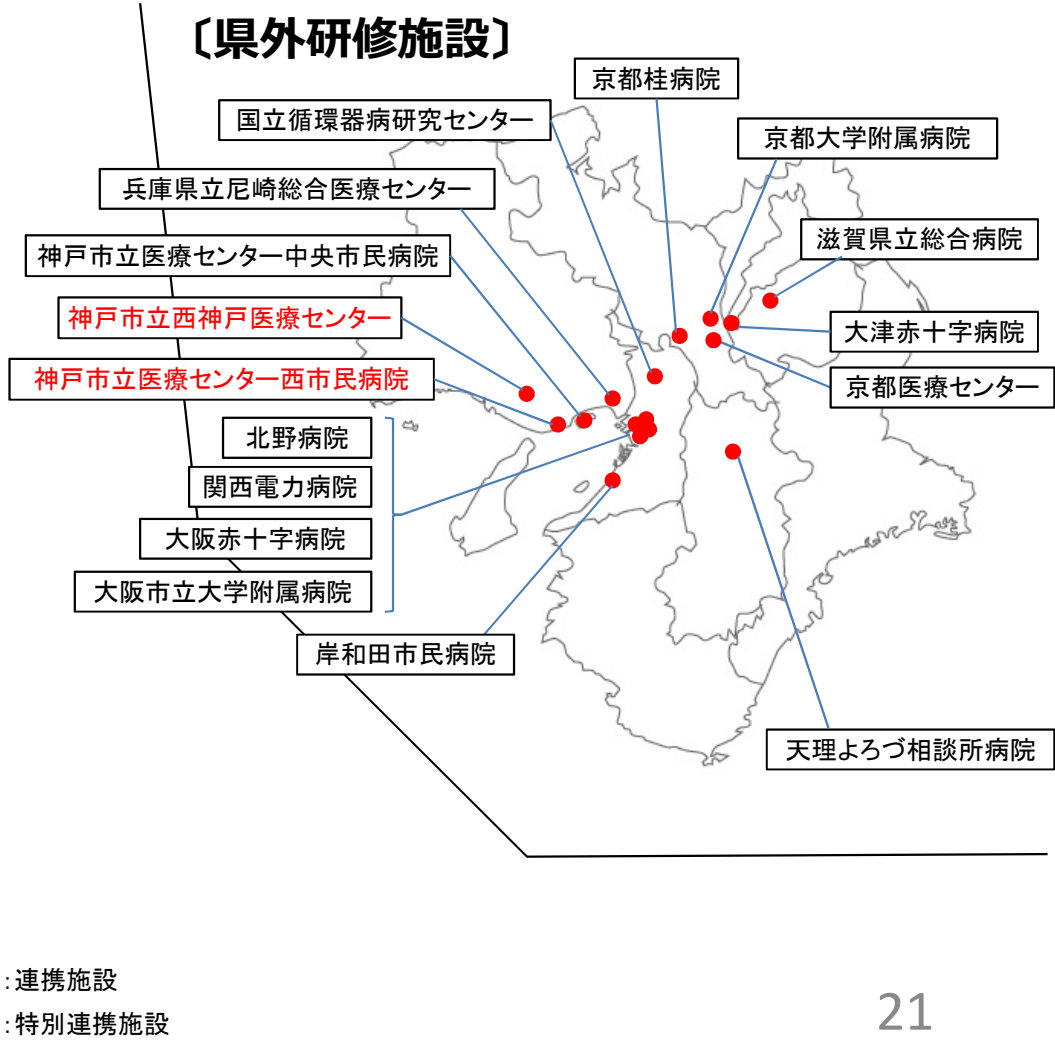 〔県外研修施設〕
京都桂病院
国立循環器病研究センター
京都大学附属病院
兵庫県立尼崎総合医療センター
滋賀県立総合病院
神戸市立医療センター中央市民病院
神戸市立西神戸医療センター
大津赤十字病院
神戸市立医療センター西市民病院
京都医療センター
北野病院
関西電力病院
大阪赤十字病院
大阪市立大学附属病院
岸和田市民病院
天理よろづ相談所病院
:連携施設
:特別連携施設
21